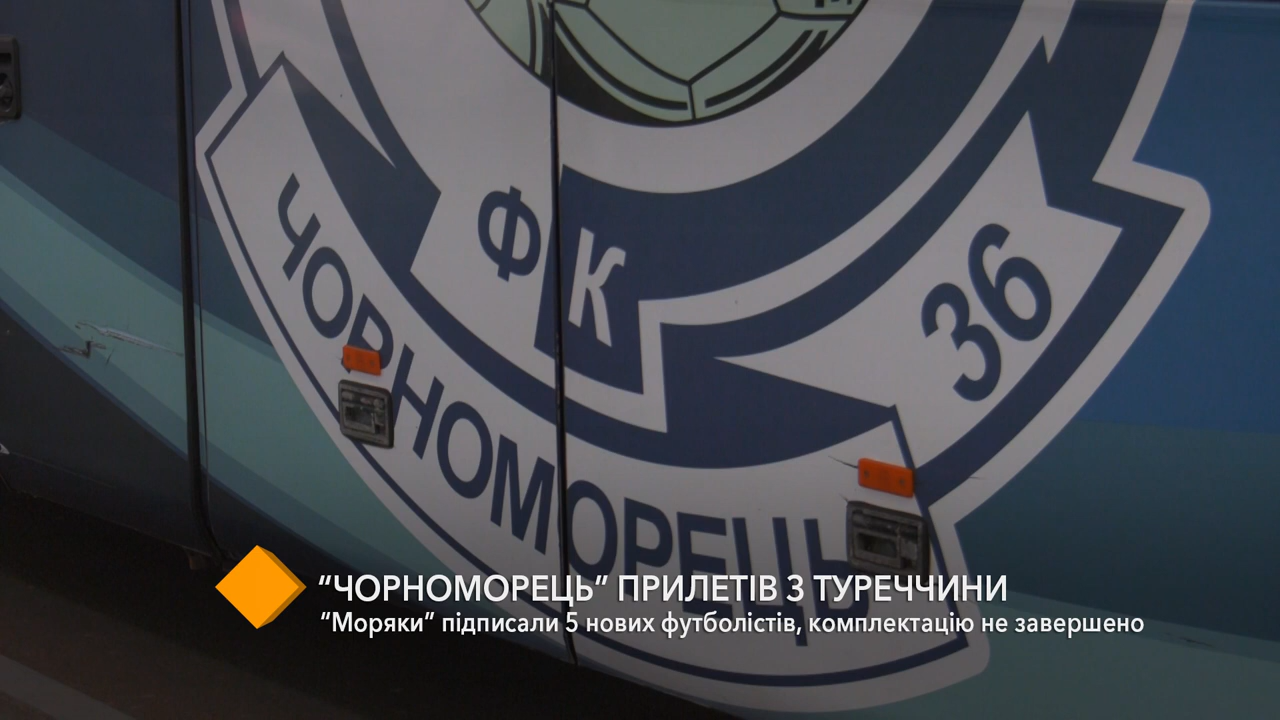 ФК
36
ЧОРНОМОРЕЦЬ
“ЧОРНОМОРЕЦЬ” ПРИЛЕТІВ З ТУРЕЧЧИНИ
“Моряки” підписали 5 нових футболістів, комплектацію не завершено